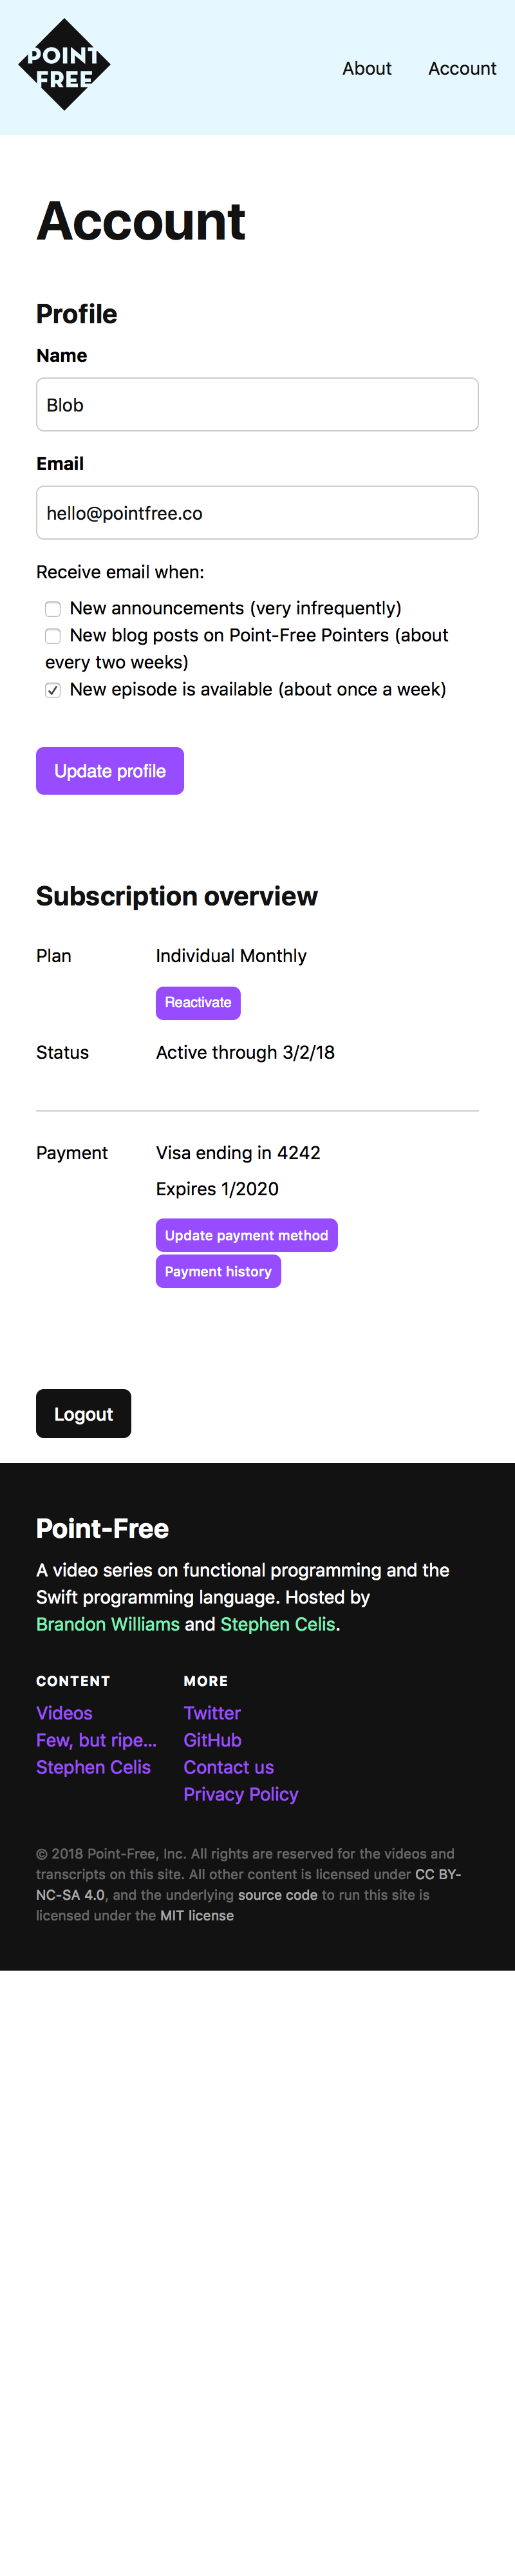 POINT
FREE
About
Account
Account
Profile
Name
Blob
Email
hello@pointfree.co
Receive email when:
New announcements (very infrequently)
New blog posts on Point-Free Pointers (about
every two weeks)
New episode is available (about once a week)
Update profile
Subscription overview
Plan
Individual Monthly
Reactivate
Status
Active through 3/2/18
Payment
Visa ending in 4242
Expires 1/2020
Update payment method
Payment history
Logout
Point-Free
A video series on functional programming and the
Swift programming language. Hosted by
Brandon Williams and Stephen Celis.
CONTENT
Videos
Few, but ripe...
Stephen Celis
MORE
Twitter
GitHub
Contact us
Privacy Policy
© 2018 Point-Free, Inc. All rights are reserved for the videos and
transcripts on this site. All other content is licensed under CC BY-
NC-SA 4.0, and the underlying source code to run this site is
licensed under the MIT license